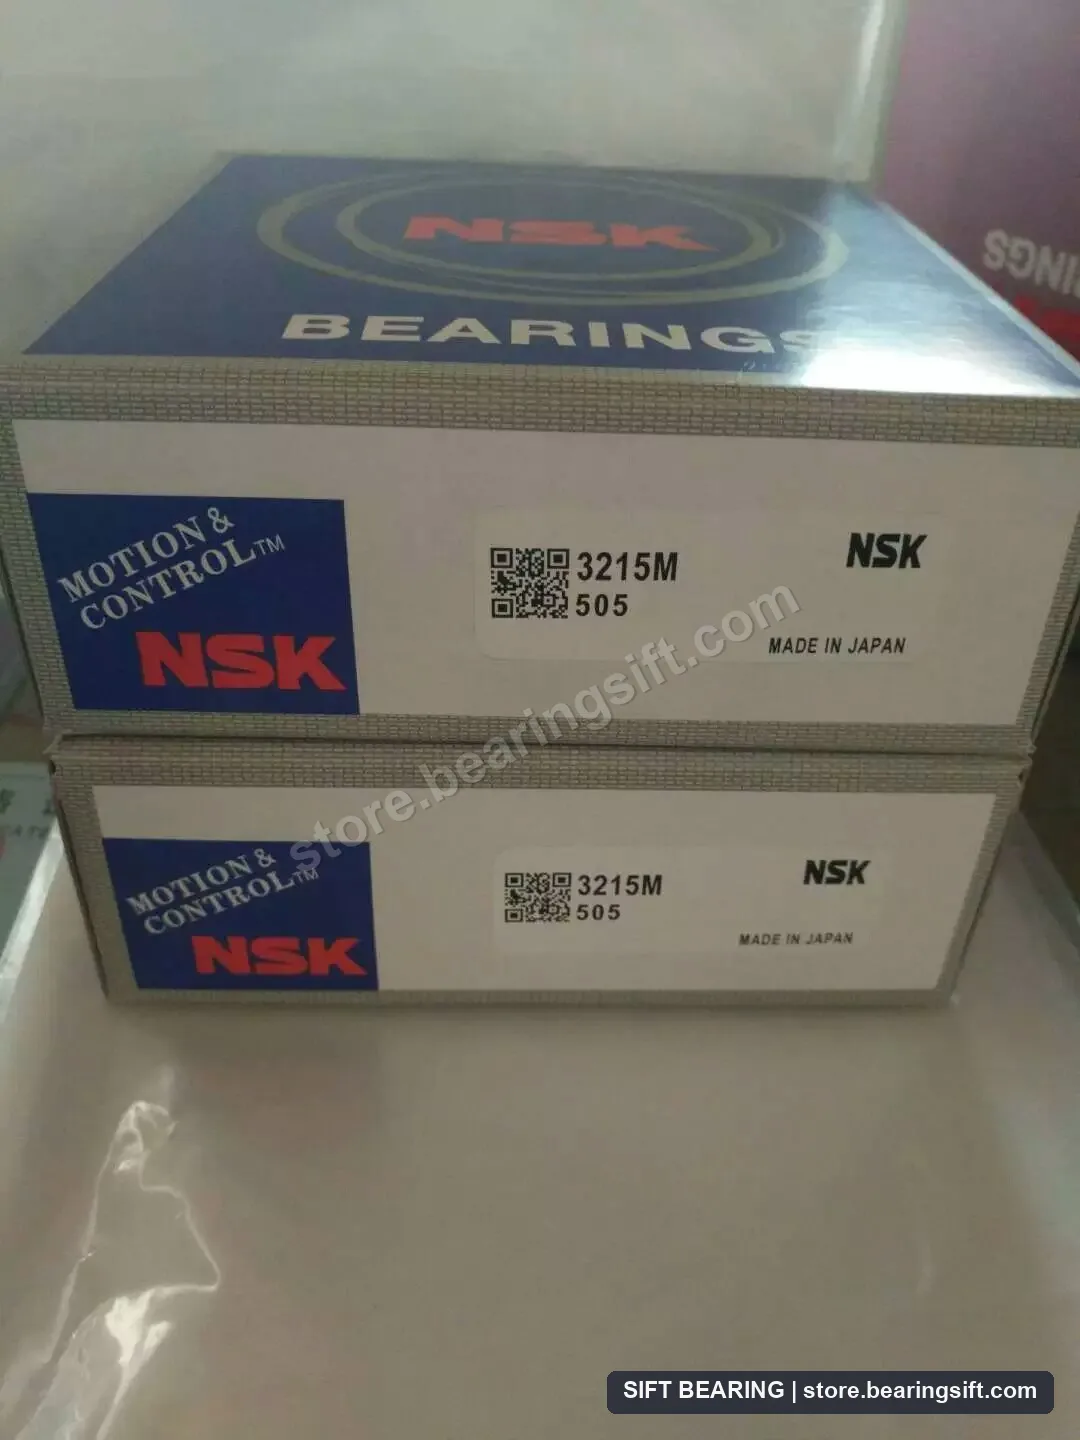 NSK
BEARINGS
RINGS
MOTION &
CONTROL™
NSK
3215M
505
NSK
MADE IN JAPAN
store.bearingsift.com
MOTION &
CONTROL™
NSK
3215M
505
NSK
MADE IN JAPAN
SIFT BEARING | store.bearingsift.com